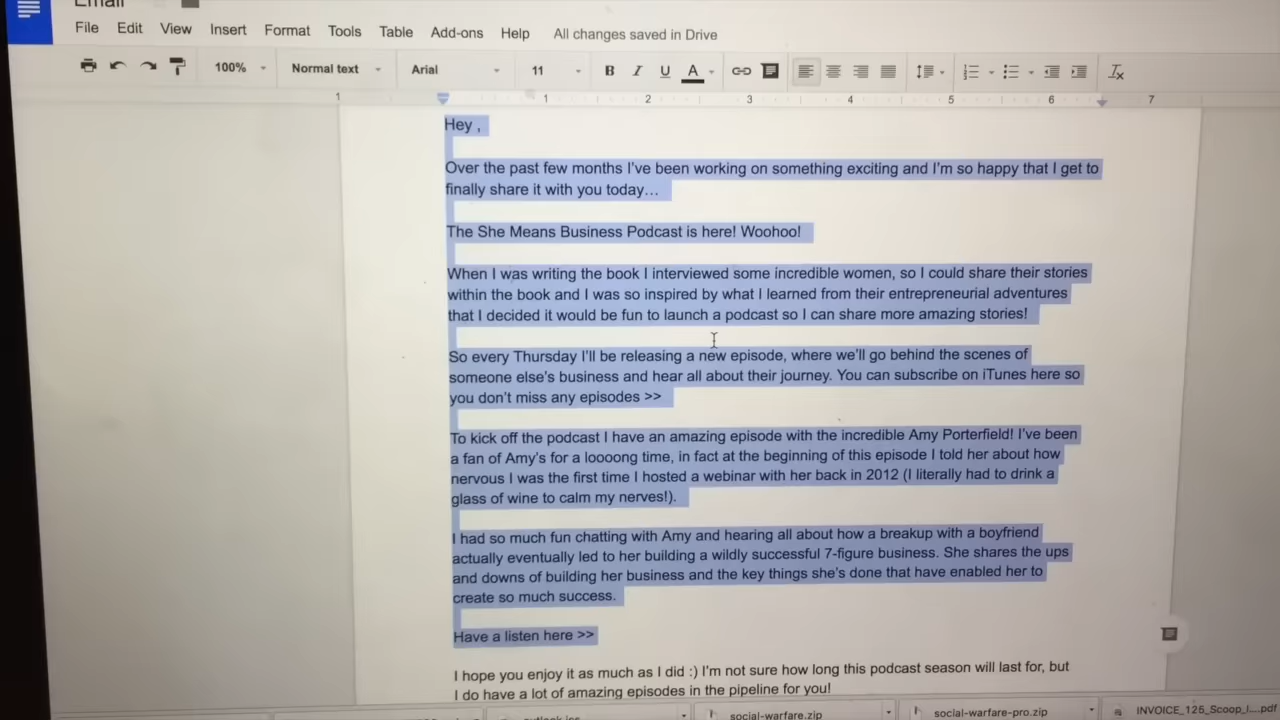 Email
File Edit View Insert Format Tools Table Add-ons Help All changes saved in Drive
100% Normal text Arial 11 B I U A
1 1 2 3 4 5 6 7
Hey ,
Over the past few months I've been working on something exciting and I'm so happy that I get to
finally share it with you today…
The She Means Business Podcast is here! Woohoo!
When I was writing the book I interviewed some incredible women, so I could share their stories
within the book and I was so inspired by what I learned from their entrepreneurial adventures
that I decided it would be fun to launch a podcast so I can share more amazing stories!
So every Thursday I'll be releasing a new episode, where we'll go behind the scenes of
someone else's business and hear all about their journey. You can subscribe on iTunes here so
you don't miss any episodes >>
To kick off the podcast I have an amazing episode with the incredible Amy Porterfield! I've been
a fan of Amy's for a loooong time, in fact at the beginning of this episode I told her about how
nervous I was the first time I hosted a webinar with her back in 2012 (I literally had to drink a
glass of wine to calm my nerves!).
I had so much fun chatting with Amy and hearing all about how a breakup with a boyfriend
actually eventually led to her building a wildly successful 7-figure business. She shares the ups
and downs of building her business and the key things she's done that have enabled her to
create so much success.
Have a listen here >>
I hope you enjoy it as much as I did :) I'm not sure how long this podcast season will last for, but
I do have a lot of amazing episodes in the pipeline for you!
social-warfare.zip social-warfare-pro.zip INVOICE_125_Scoop_I....pdf